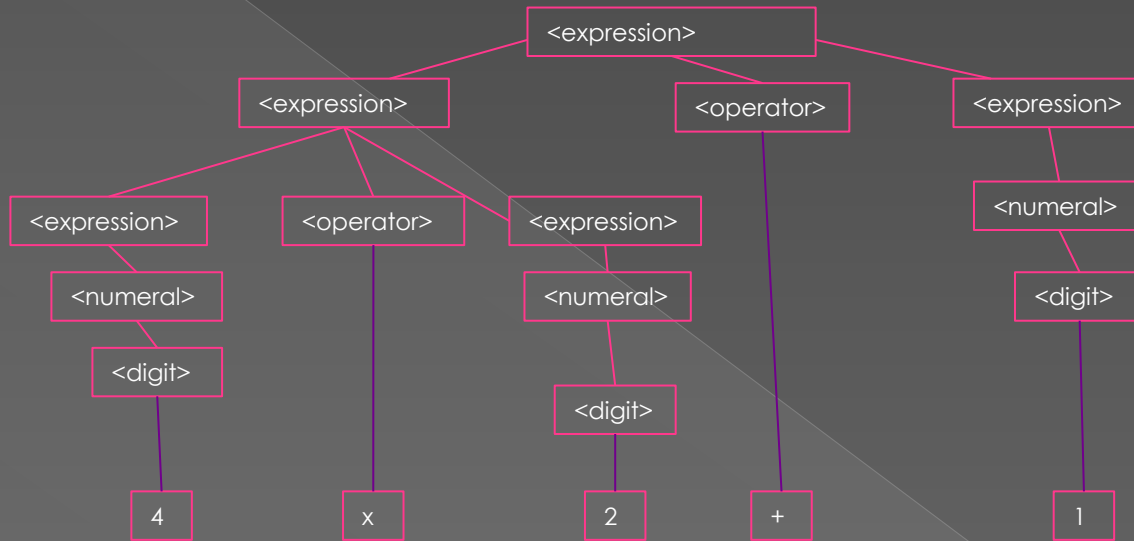 <expression>
<expression>
<operator>
<expression>
<expression>
<operator>
<expression>
<numeral>
<numeral>
<numeral>
<digit>
<digit>
<digit>
4
x
2
+
1